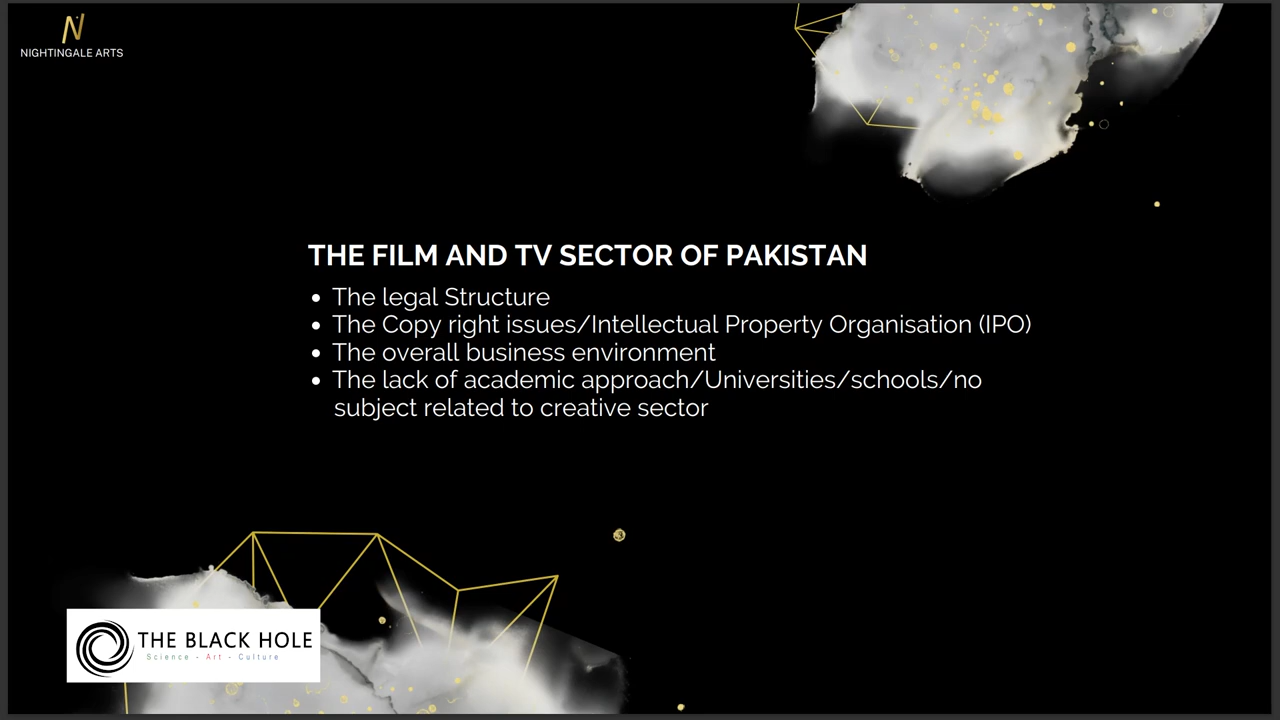 NIGHTINGALE ARTS
THE FILM AND TV SECTOR OF PAKISTAN
• The legal Structure
• The Copy right issues/Intellectual Property Organisation (IPO)
• The overall business environment
• The lack of academic approach/Universities/schools/no
subject related to creative sector
THE BLACK HOLE
Science - Art - Culture